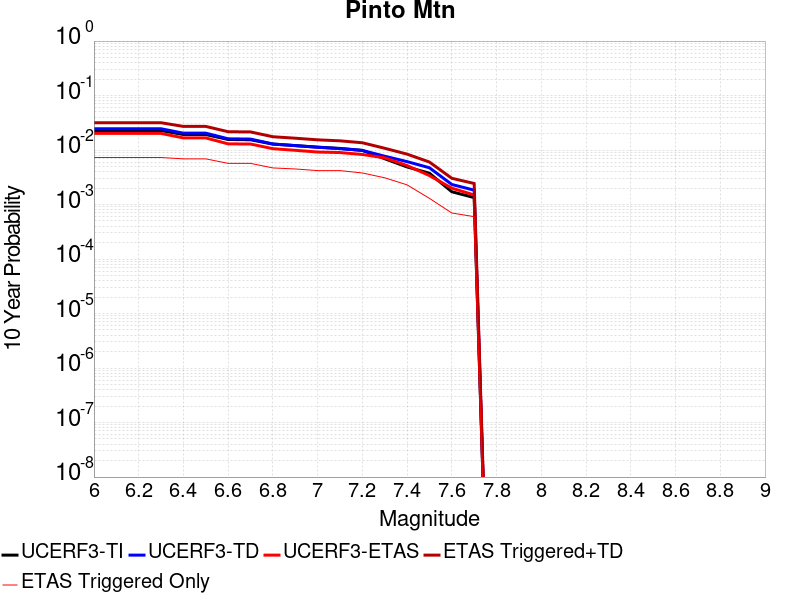 Pinto Mtn
10 Year Probability
10^0
10^-1
10^-2
10^-3
10^-4
10^-5
10^-6
10^-7
10^-8
6 6.2 6.4 6.6 6.8 7 7.2 7.4 7.6 7.8 8 8.2 8.4 8.6 8.8 9
Magnitude
UCERF3-TI UCERF3-TD UCERF3-ETAS ETAS Triggered+TD
ETAS Triggered Only